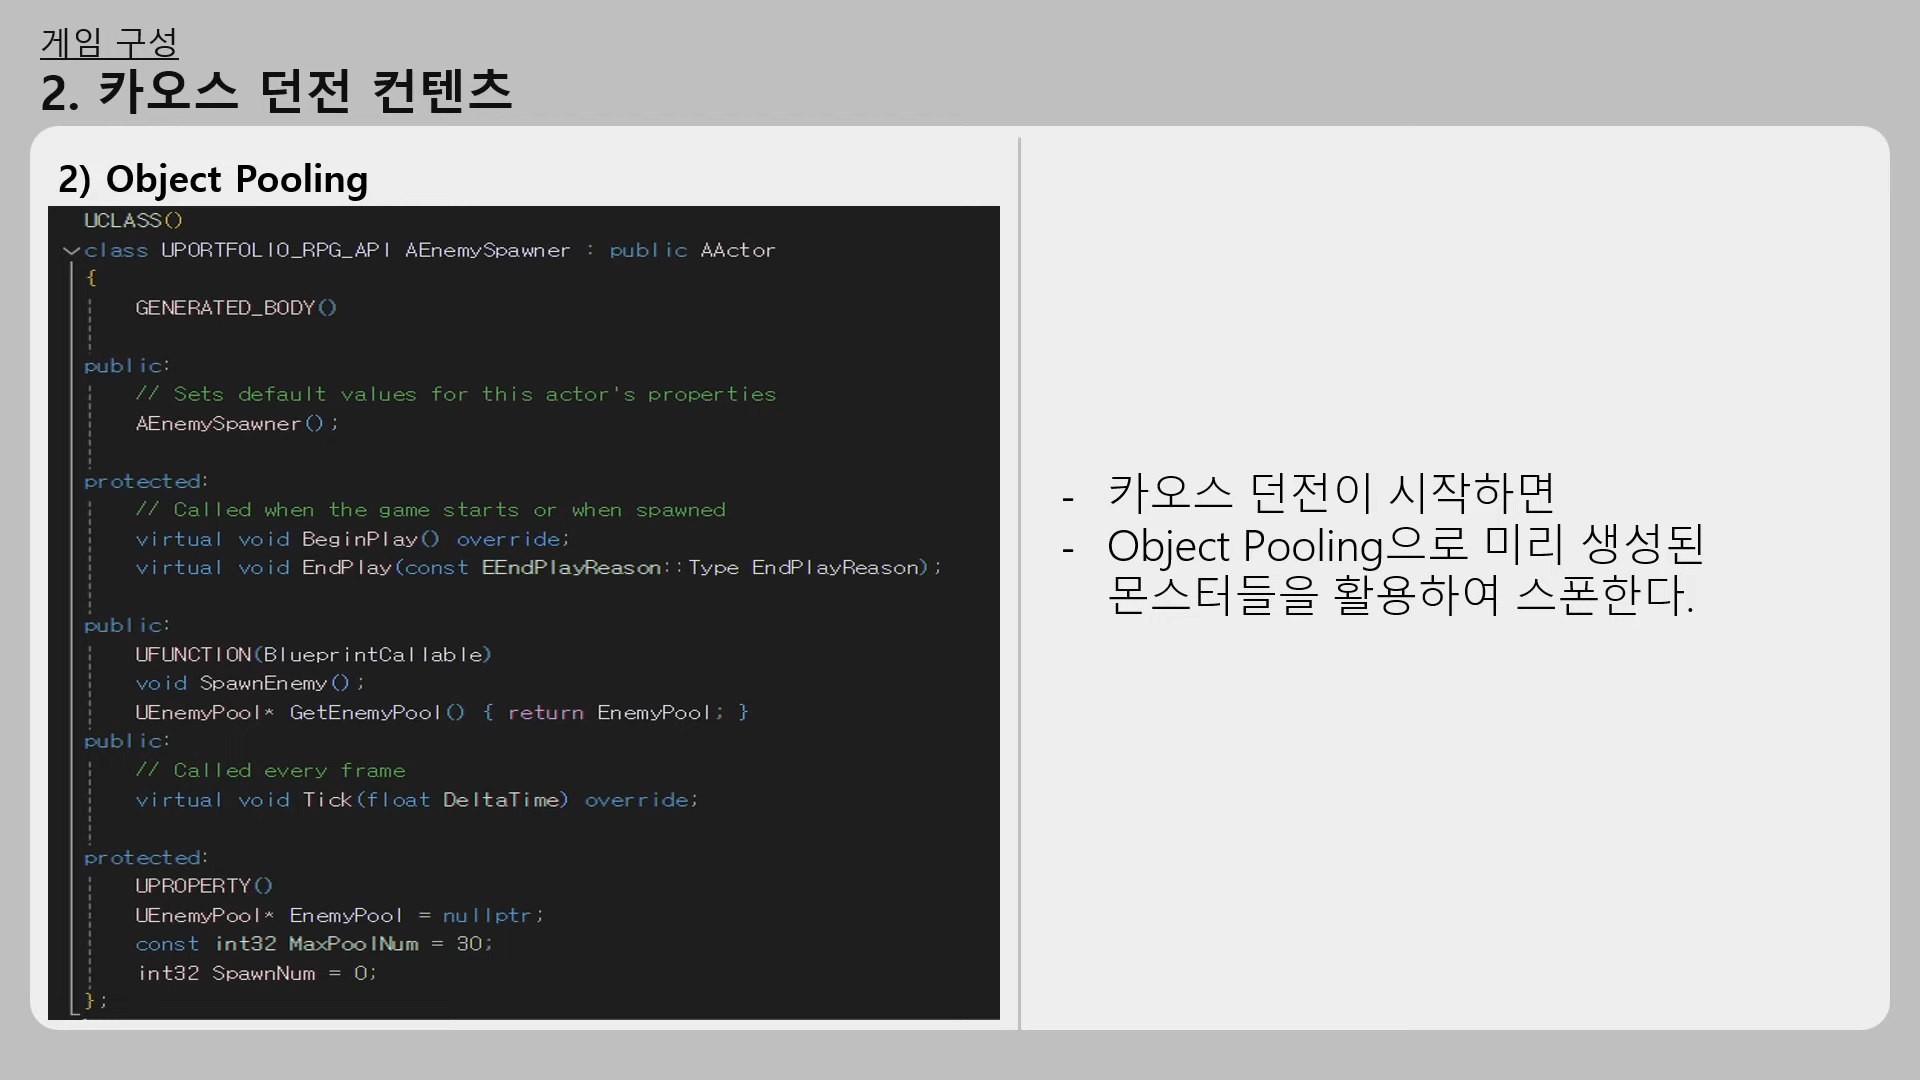 게임 구성
2. 카오스 던전 컨텐츠
2) Object Pooling
UCLASS()
class UPORTFOLIO_RPG_API AEnemySpawner : public AActor
{
GENERATED_BODY()
public:
// Sets default values for this actor's properties
AEnemySpawner();
protected:
// Called when the game starts or when spawned
virtual void BeginPlay() override;
virtual void EndPlay(const EEndPlayReason::Type EndPlayReason);
public:
UFUNCTION(BlueprintCallable)
void SpawnEnemy();
UEnemyPool* GetEnemyPool() { return EnemyPool; }
public:
// Called every frame
virtual void Tick(float DeltaTime) override;
protected:
UPROPERTY()
UEnemyPool* EnemyPool = nullptr;
const int32 MaxPoolNum = 30;
int32 SpawnNum = 0;
};
- 카오스 던전이 시작하면
- Object Pooling으로 미리 생성된
몬스터들을 활용하여 스폰한다.